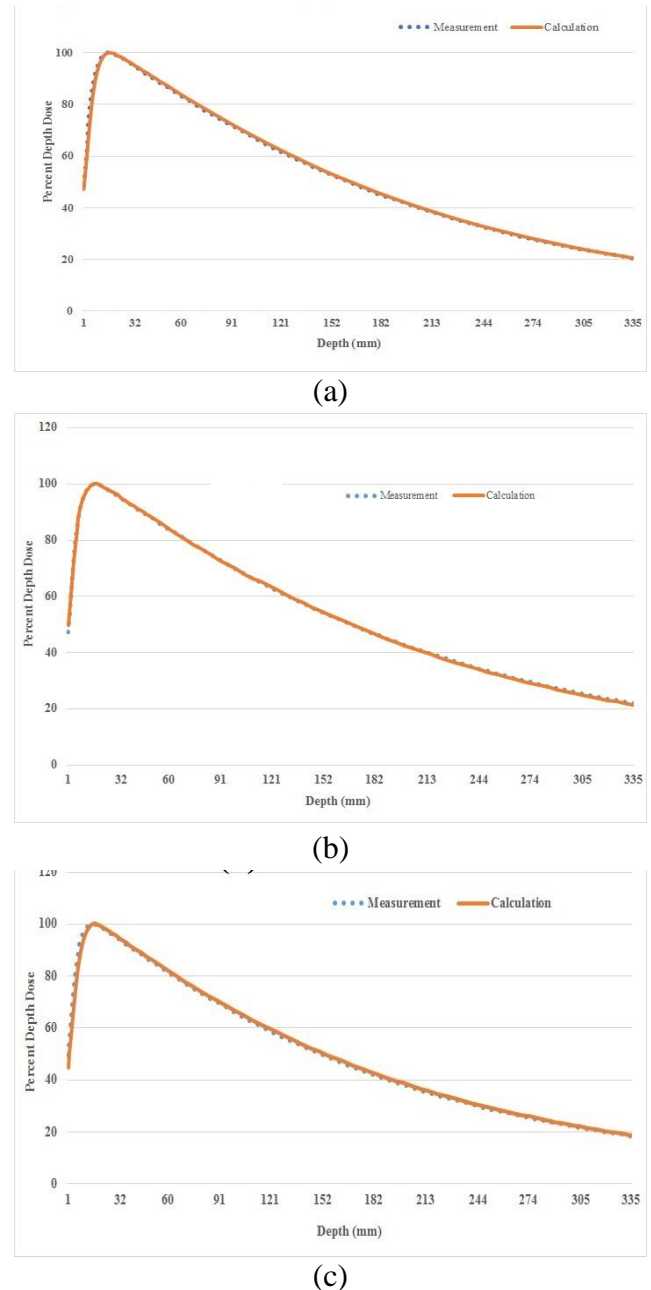 Measurement Calculation
100
80
60
40
20
0
Percent Depth Dose
1 32 60 91 121 152 182 213 244 274 305 335
Depth (mm)
(a)
120
100
80
60
40
20
0
Percent Depth Dose
Measurement Calculation
1 32 60 91 121 152 182 213 244 274 305 335
Depth (mm)
(b)
120
Measurement Calculation
100
80
60
40
20
0
Percent Depth Dose
1 32 60 91 121 152 182 213 244 274 305 335
Depth (mm)
(c)